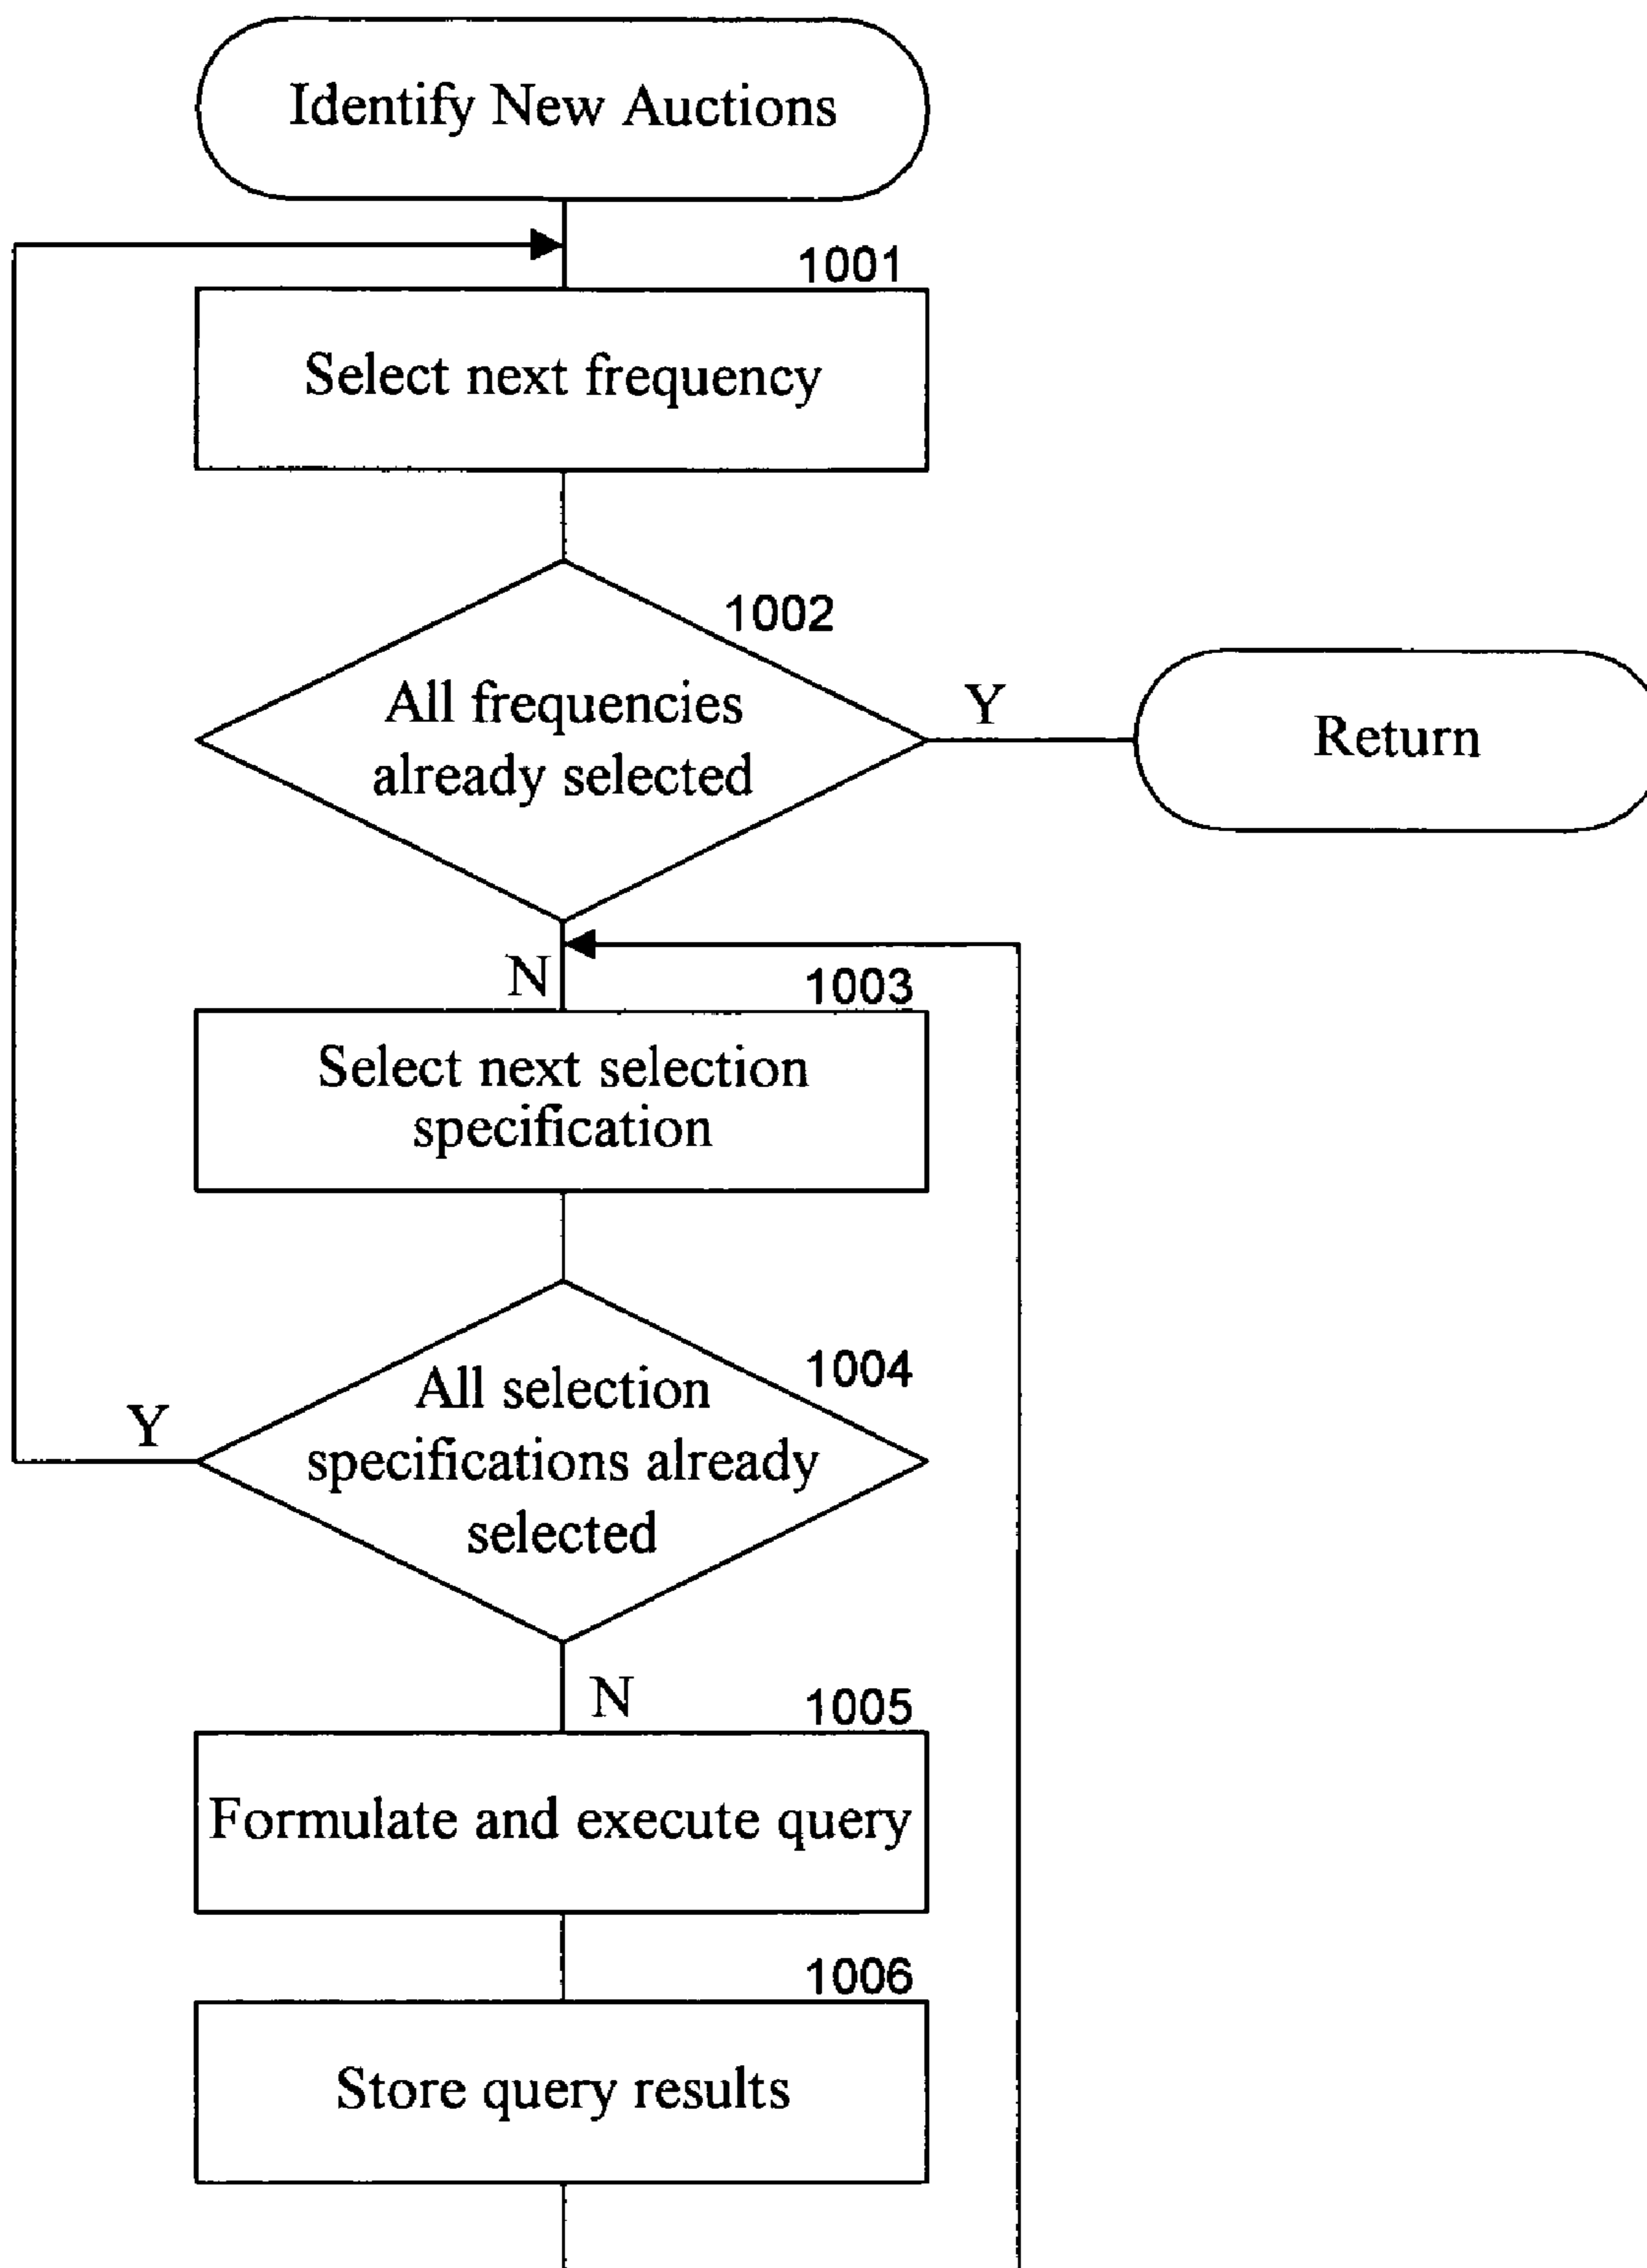 Identify New Auctions
1001
Select next frequency
1002
All frequencies
already selected
Y
Return
N
1003
Select next selection
specification
1004
All selection
specifications already
selected
Y
N
1005
Formulate and execute query
1006
Store query results